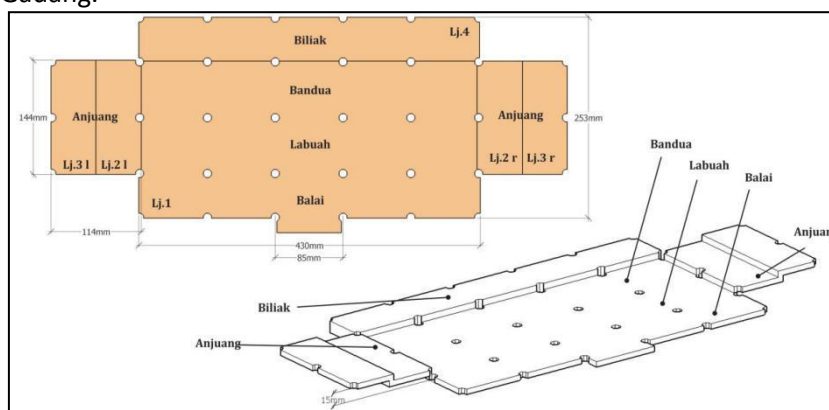 Gadang.
Biliak
Lj.4
Bandua
144mm
Anjuang
Anjuang
253mm
Labuah
Lj.3 l
Lj.2 l
Lj.2 r
Lj.3 r
Lj.1
Balai
114mm
430mm
85mm
Bandua
Labuah
Balai
Anjuan
Biliak
Anjuang
15mm